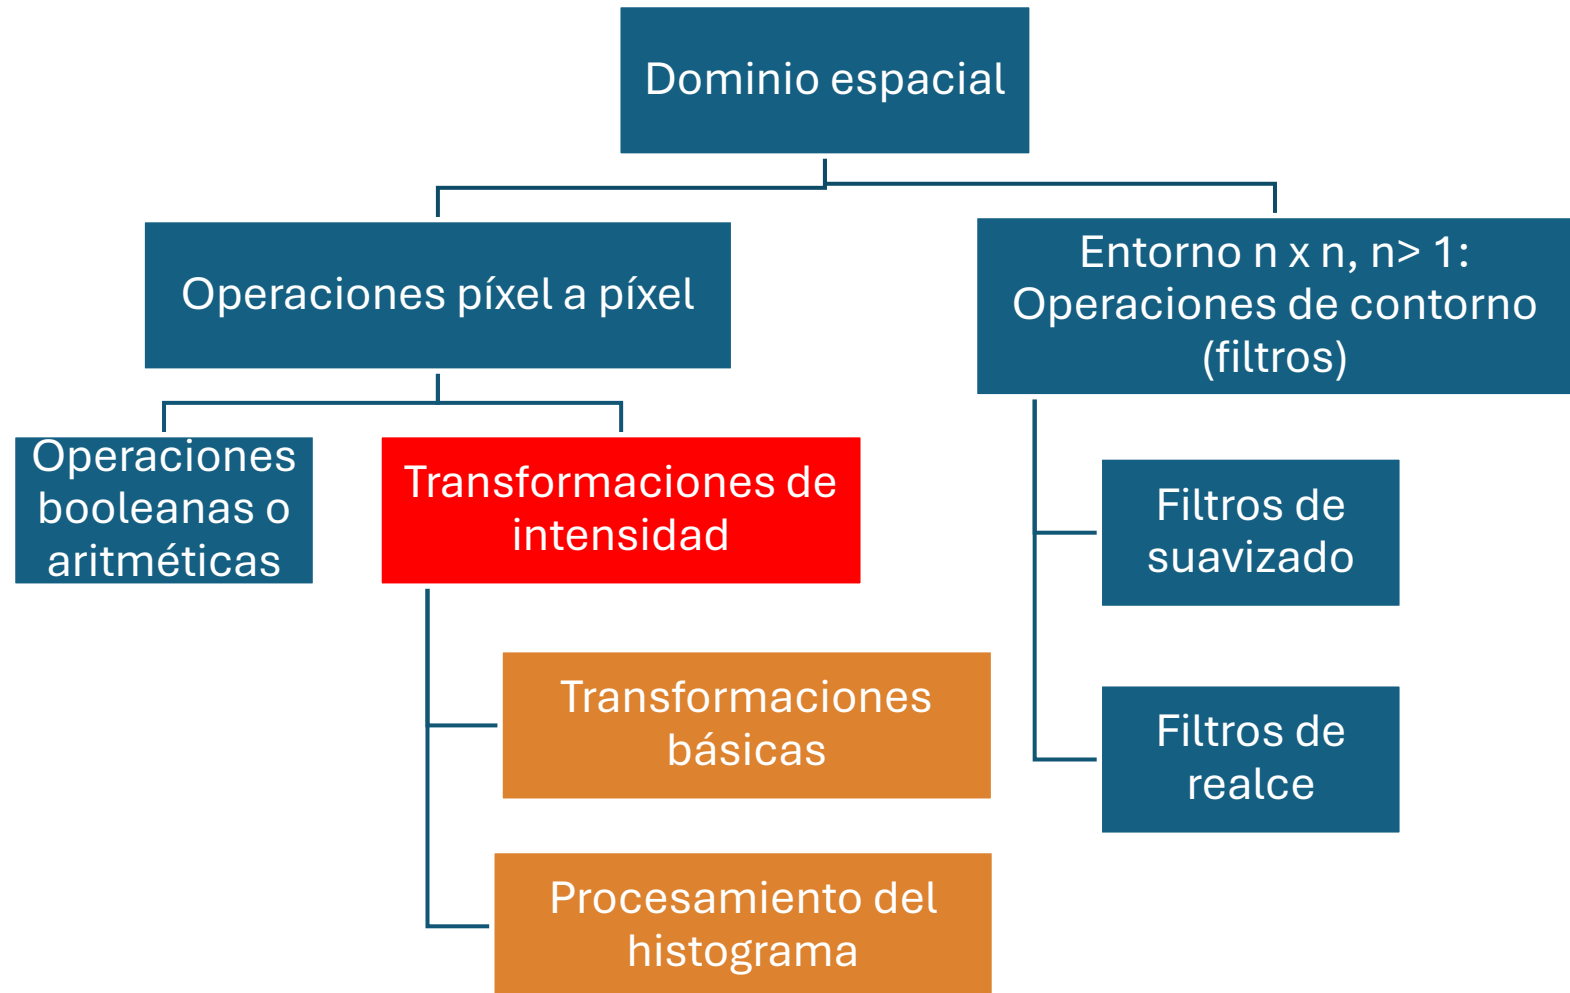 Dominio espacial
Operaciones píxel a píxel
Entorno n x n, n> 1:
Operaciones de contorno
(filtros)
Operaciones
booleanas o
aritméticas
Transformaciones de
intensidad
Filtros de
suavizado
Transformaciones
básicas
Filtros de
realce
Procesamiento del
histograma